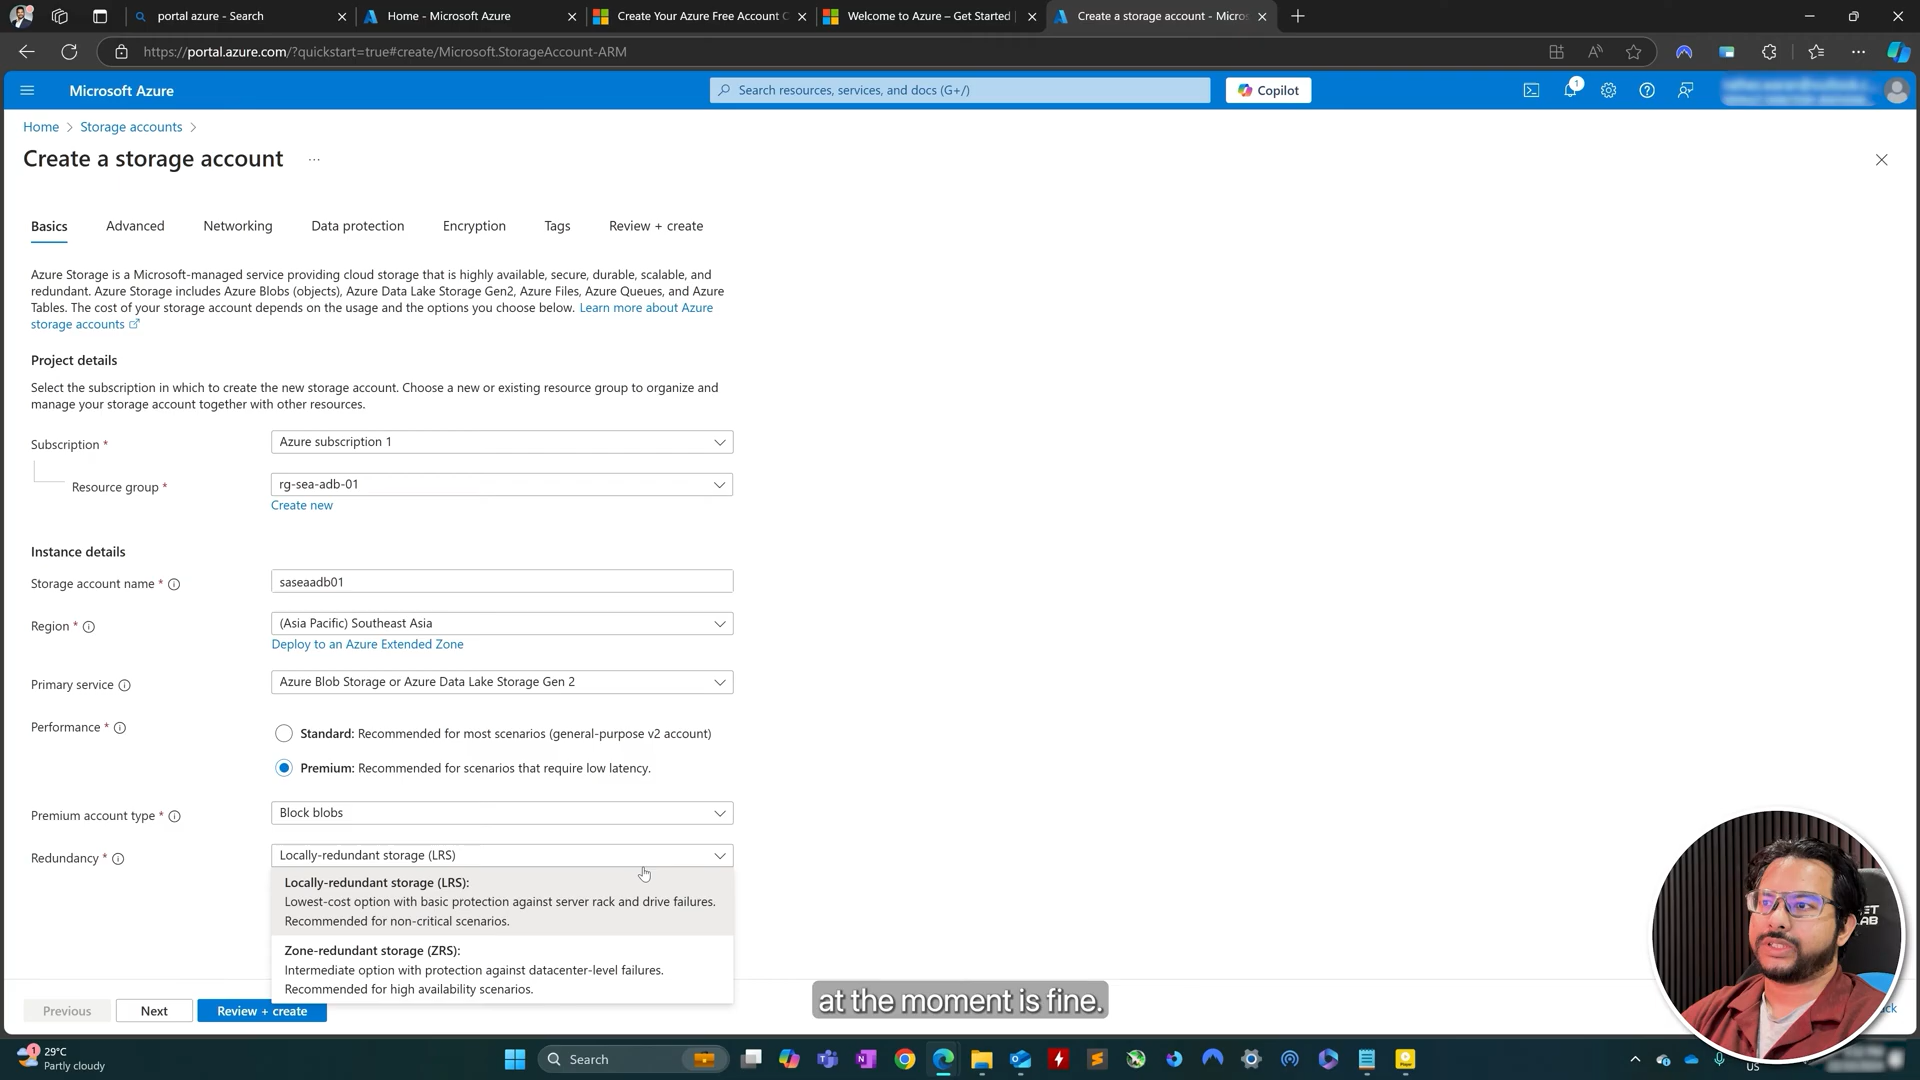 portal azure - Search
Home - Microsoft Azure
Create Your Azure Free Account
Welcome to Azure – Get Started
Create a storage account - Micros
https://portal.azure.com/?quickstart=true#create/Microsoft.StorageAccount-ARM
Microsoft Azure
Search resources, services, and docs (G+/)
Copilot
1
Home > Storage accounts >
Create a storage account ...
Basics
Advanced
Networking
Data protection
Encryption
Tags
Review + create
Azure Storage is a Microsoft-managed service providing cloud storage that is highly available, secure, durable, scalable, and
redundant. Azure Storage includes Azure Blobs (objects), Azure Data Lake Storage Gen2, Azure Files, Azure Queues, and Azure
Tables. The cost of your storage account depends on the usage and the options you choose below. Learn more about Azure
storage accounts
Project details
Select the subscription in which to create the new storage account. Choose a new or existing resource group to organize and
manage your storage account together with other resources.
Subscription *
Azure subscription 1
Resource group *
rg-sea-adb-01
Create new
Instance details
Storage account name *
saseaadb01
Region *
(Asia Pacific) Southeast Asia
Deploy to an Azure Extended Zone
Primary service
Azure Blob Storage or Azure Data Lake Storage Gen 2
Performance *
Standard: Recommended for most scenarios (general-purpose v2 account)
Premium: Recommended for scenarios that require low latency.
Premium account type *
Block blobs
Redundancy *
Locally-redundant storage (LRS)
Locally-redundant storage (LRS):
Lowest-cost option with basic protection against server rack and drive failures.
Recommended for non-critical scenarios.
Zone-redundant storage (ZRS):
Intermediate option with protection against datacenter-level failures.
Recommended for high availability scenarios.
Previous
Next
Review + create
at the moment is fine.
1
29°C
Partly cloudy
Search
US